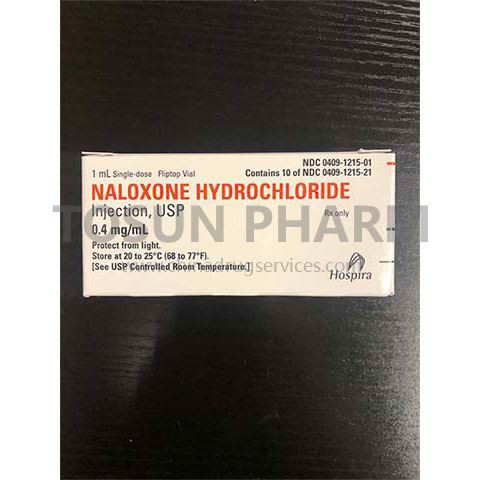 NDC 0409-1215-01
1 mL Single-dose Fliptop Vial Contains 10 of NDC 0409-1215-21
NALOXONE HYDROCHLORIDE
Injection, USP Rx only
TOSUN PHARM
0.4 mg/mL
Protect from light.
Store at 20 to 25°C (68 to 77°F).
[See USP Controlled Room Temperature.]
Hospira